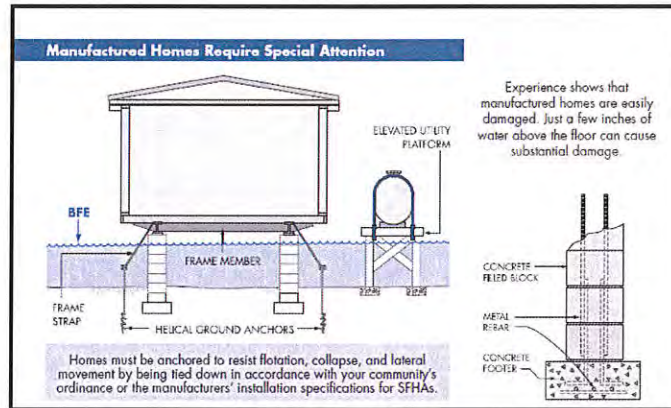 Manufactured Homes Require Special Attention
Experience shows that
manufactured homes are easily
damaged. Just a few inches of
water above the floor can cause
substantial damage.
ELEVATED UTILITY
PLATFORM
BFE
FRAME MEMBER
FRAME
STRAP
HELICAL GROUND ANCHORS
CONCRETE
FILLED BLOCK
METAL
REBAR
CONCRETE
FOOTER
Homes must be anchored to resist flotation, collapse, and lateral
movement by being tied down in accordance with your community's
ordinance or the manufacturers' installation specifications for SFHAs.